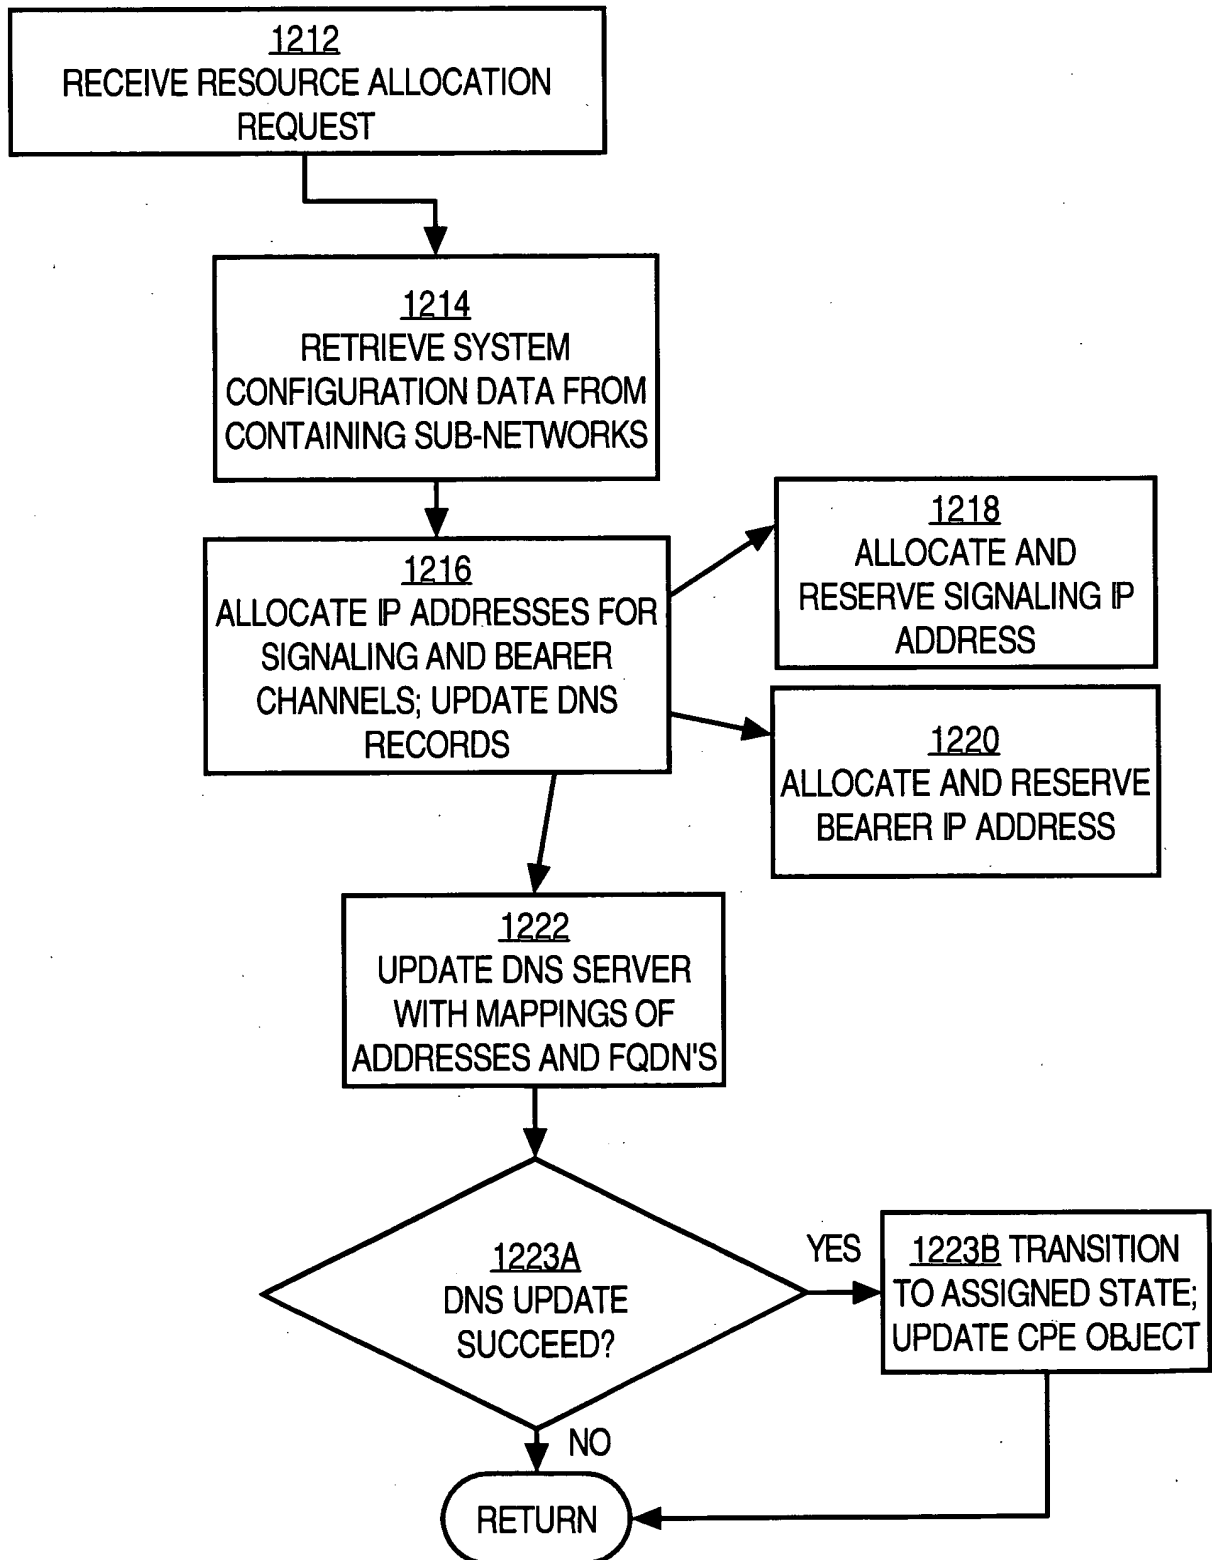 1212
RECEIVE RESOURCE ALLOCATION
REQUEST
1214
RETRIEVE SYSTEM
CONFIGURATION DATA FROM
CONTAINING SUB-NETWORKS
1216
ALLOCATE IP ADDRESSES FOR
SIGNALING AND BEARER
CHANNELS; UPDATE DNS
RECORDS
1218
ALLOCATE AND
RESERVE SIGNALING IP
ADDRESS
1220
ALLOCATE AND RESERVE
BEARER IP ADDRESS
1222
UPDATE DNS SERVER
WITH MAPPINGS OF
ADDRESSES AND FQDN'S
1223A
DNS UPDATE
SUCCEED?
YES
1223B TRANSITION
TO ASSIGNED STATE;
UPDATE CPE OBJECT
NO
RETURN